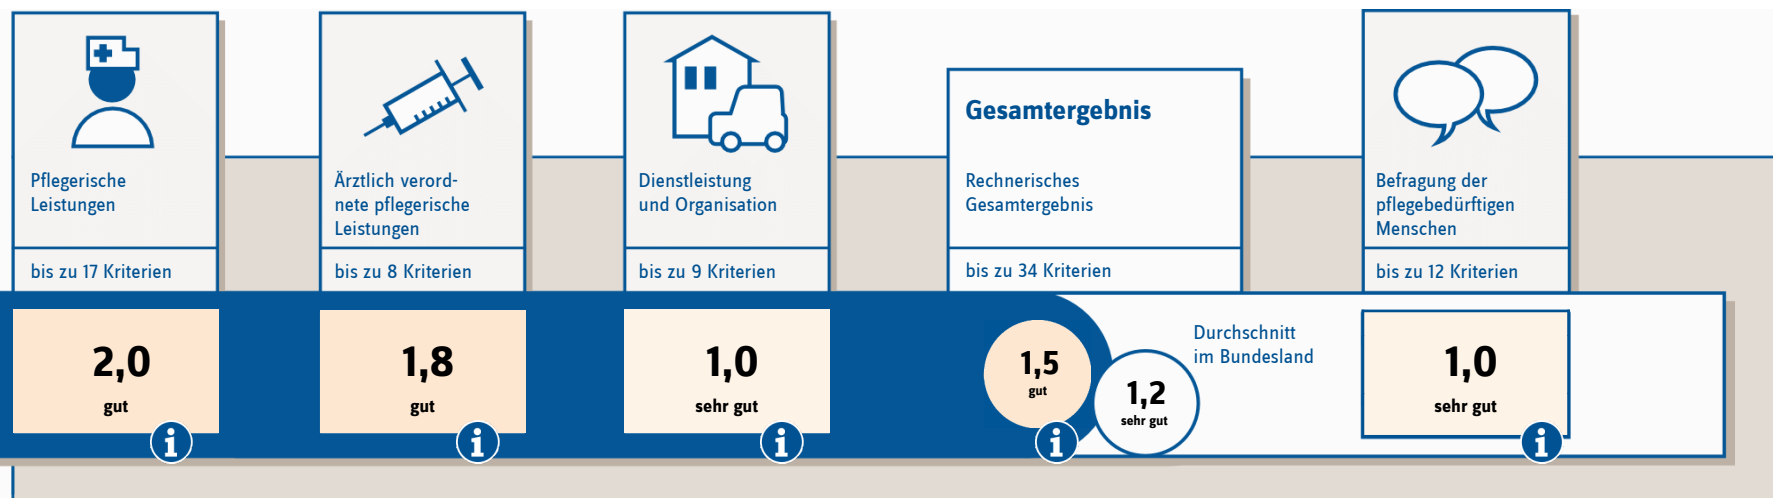 Pflegerische
Leistungen
bis zu 17 Kriterien
2,0
gut
i
Ärztlich verord-
nete pflegerische
Leistungen
bis zu 8 Kriterien
1,8
gut
i
Dienstleistung
und Organisation
bis zu 9 Kriterien
1,0
sehr gut
i
Gesamtergebnis
Rechnerisches
Gesamtergebnis
bis zu 34 Kriterien
1,5
gut
i
1,2
sehr gut
Durchschnitt
im Bundesland
Befragung der
pflegebedürftigen
Menschen
bis zu 12 Kriterien
1,0
sehr gut
i